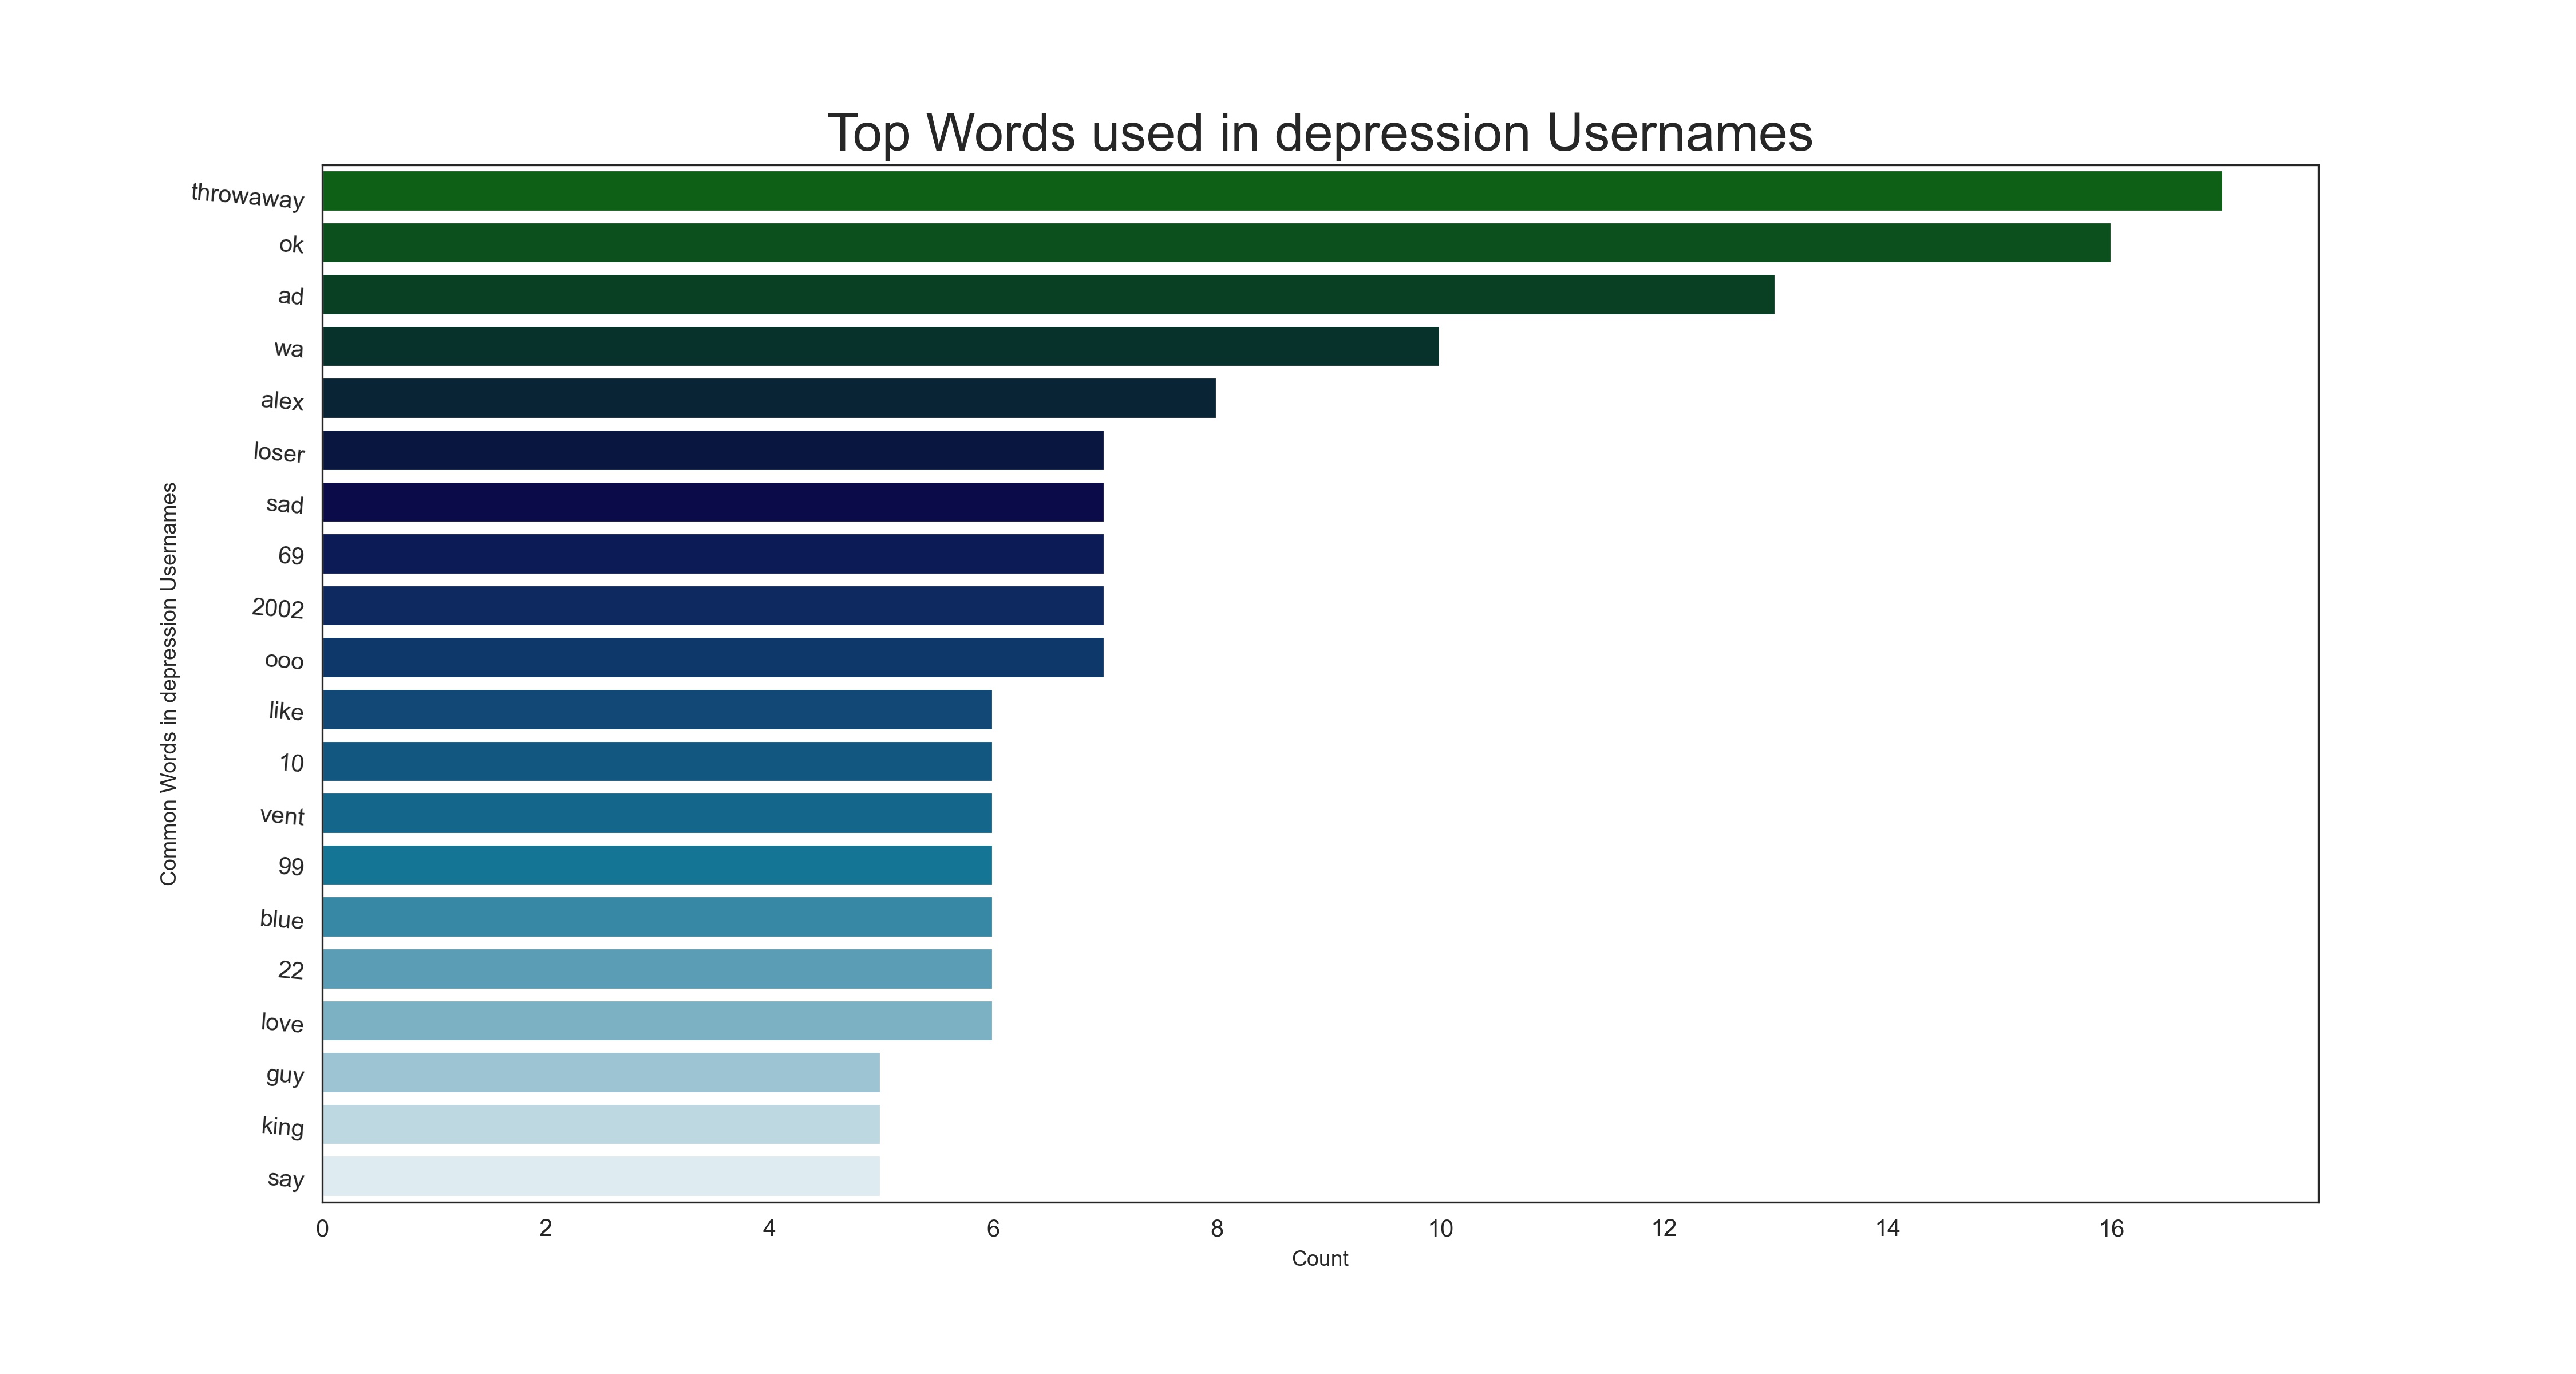 Top Words used in depression Usernames
Common Words in depression Usernames
throwaway
ok
ad
wa
alex
loser
sad
69
2002
ooo
like
10
vent
99
blue
22
love
guy
king
say
0 2 4 6 8 10 12 14 16
Count